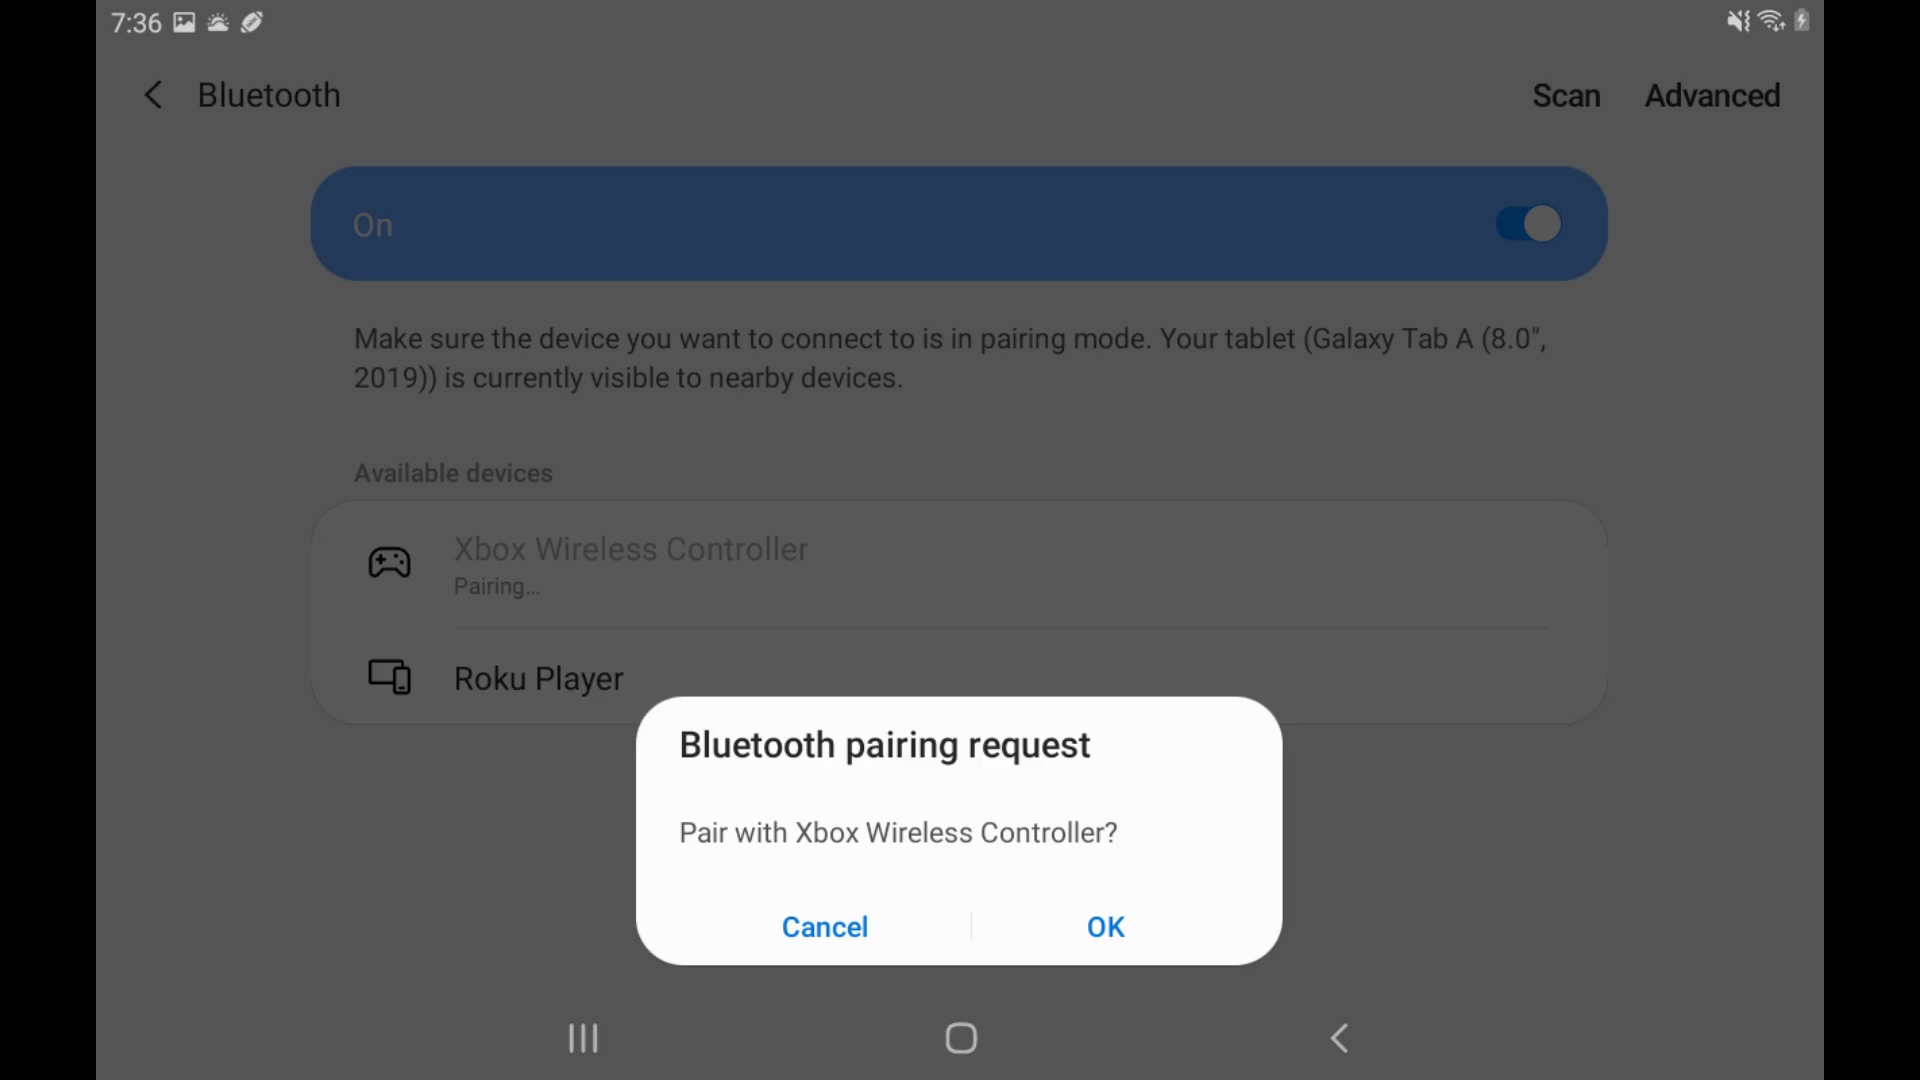 7:36
Bluetooth
Scan
Advanced
On
Make sure the device you want to connect to is in pairing mode. Your tablet (Galaxy Tab A (8.0",
2019)) is currently visible to nearby devices.
Available devices
Xbox Wireless Controller
Pairing...
Roku Player
Bluetooth pairing request
Pair with Xbox Wireless Controller?
Cancel
OK